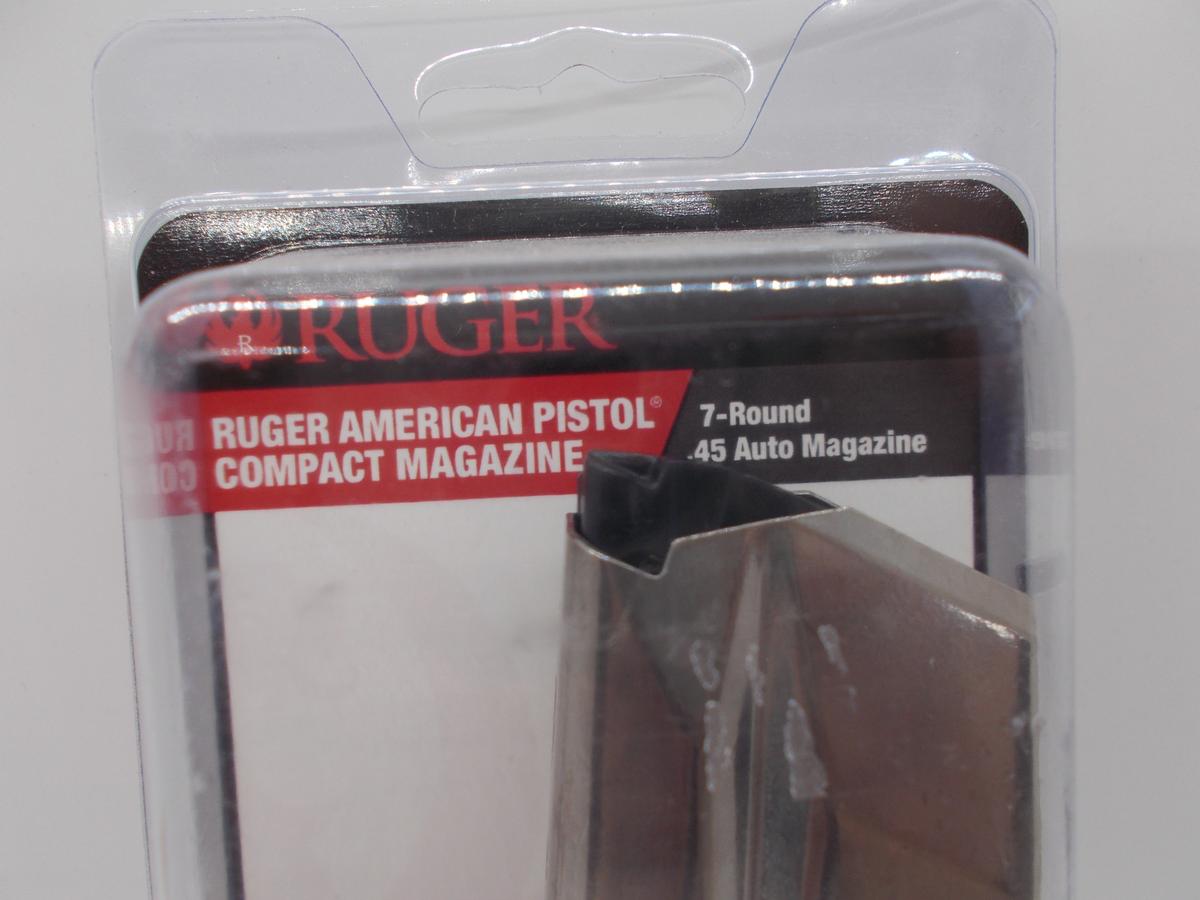 RUGER
RUGER AMERICAN PISTOL®
COMPACT MAGAZINE
7-Round
.45 Auto Magazine